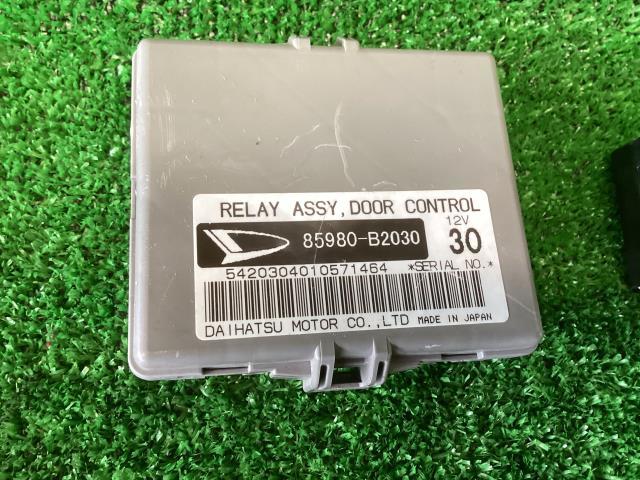 RELAY ASSY, DOOR CONTROL
12V
85980-B2030
30
5420304010571464 *SERIAL NO.*
DAIHATSU MOTOR CO.,LTD MADE IN JAPAN